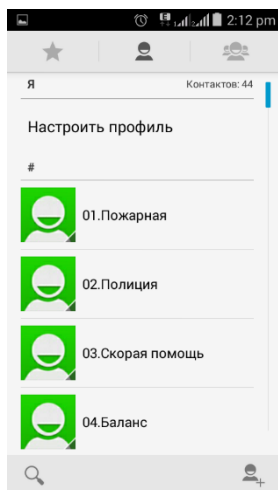 2:12 pm
Я Контактов: 44
Настроить профиль
#
01.Пожарная
02.Полиция
03.Скорая помощь
04.Баланс